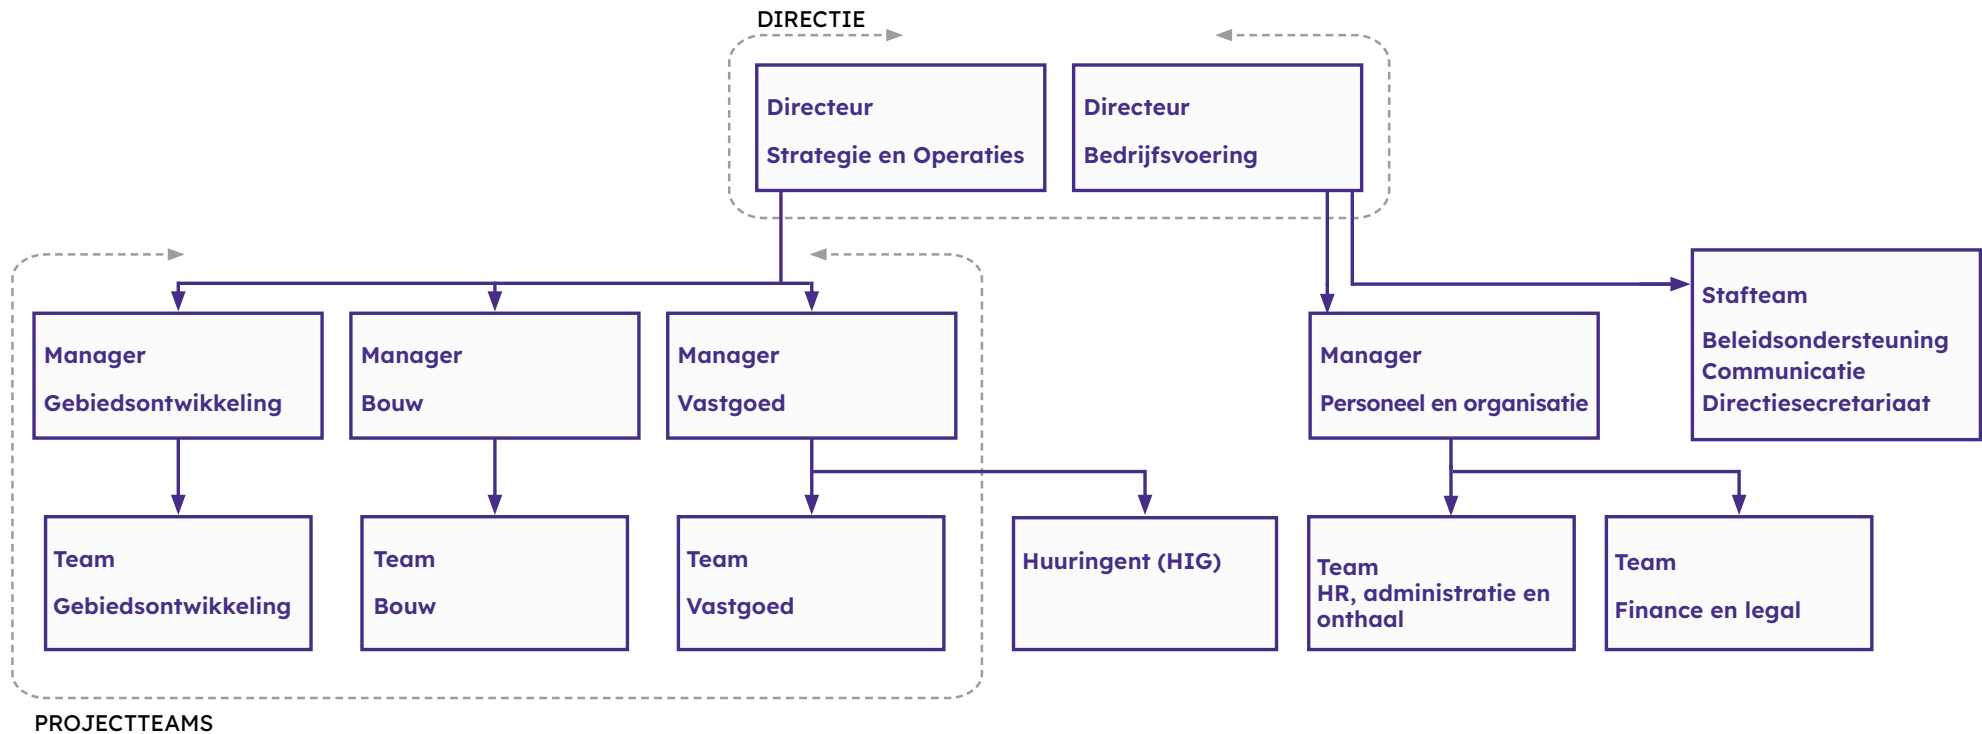 DIRECTIE
Directeur
Strategie en Operaties
Directeur
Bedrijfsvoering
Manager
Gebiedsontwikkeling
Manager
Bouw
Manager
Vastgoed
Manager
Personeel en organisatie
Stafteam
Beleidsondersteuning
Communicatie
Directiesecretariaat
Team
Gebiedsontwikkeling
Team
Bouw
Team
Vastgoed
Huuringent (HIG)
Team
HR, administratie en
onthaal
Team
Finance en legal
PROJECTTEAMS